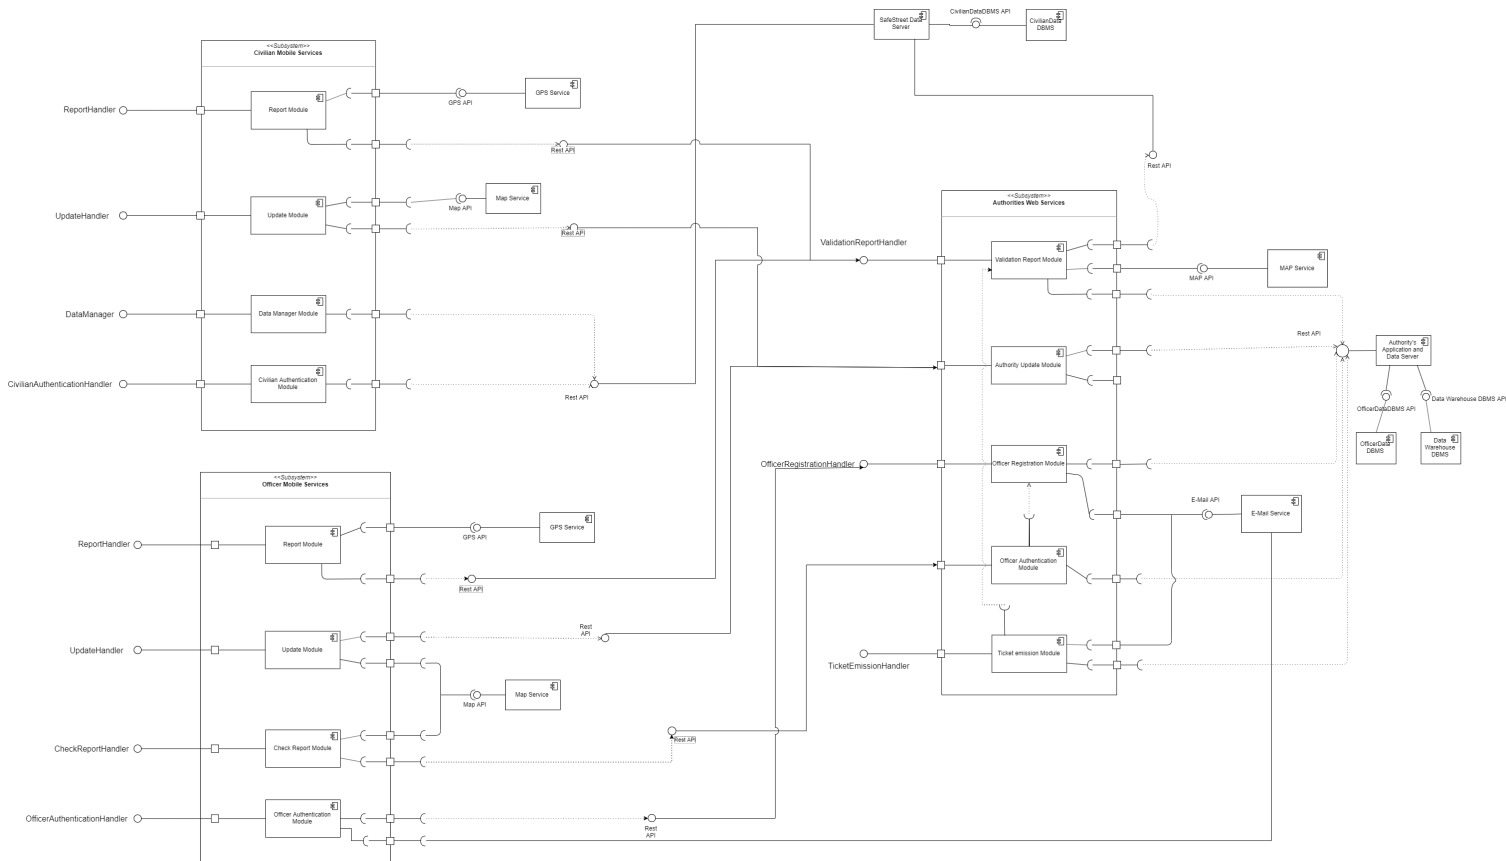 CivilianDataDBMS API
SafeStreet Data
Server
CivilianData
DBMS
<<Subsystem>>
Civilian Mobile Services
ReportHandler
Report Module
GPS API
GPS Service
Rest API
Rest API
UpdateHandler
Update Module
Map API
Map Service
Rest API
DataManager
Data Manager Module
CivilianAuthenticationHandler
Civilian Authentication
Module
Rest API
<<Subsystem>>
Authorities Web Services
ValidationReportHandler
Validation Report Module
MAP API
MAP Service
Rest API
Authority Update Module
Authority's
Application and
Data Server
OfficerDataDBMS API
Data Warehouse DBMS API
OfficerData
DBMS
Data
Warehouse
DBMS
OfficerRegistrationHandler
Officer Registration Module
E-Mail API
E-Mail Service
Officer Authentication
Module
TicketEmissionHandler
Ticket emission Module
<<Subsystem>>
Officer Mobile Services
ReportHandler
Report Module
GPS API
GPS Service
Rest API
UpdateHandler
Update Module
Rest
API
Map API
Map Service
CheckReportHandler
Check Report Module
Rest API
OfficerAuthenticationHandler
Officer Authentication
Module
Rest
API